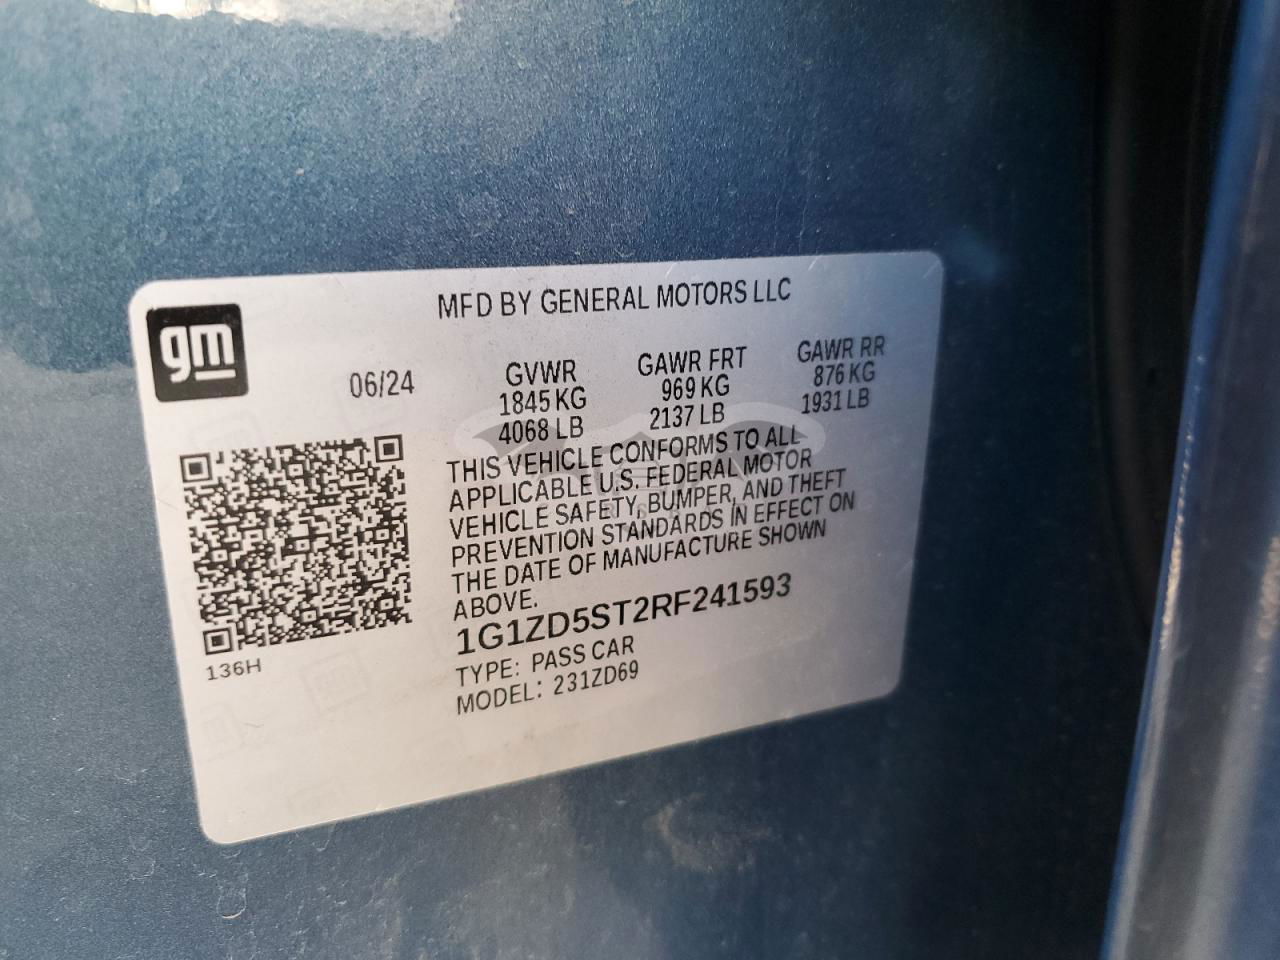 MFD BY GENERAL MOTORS LLC
gm
06/24
GVWR GAWR FRT GAWR RR
1845 KG 969 KG 876 KG
4068 LB 2137 LB 1931 LB
THIS VEHICLE CONFORMS TO ALL
APPLICABLE U.S. FEDERAL MOTOR
VEHICLE SAFETY, BUMPER, AND THEFT
PREVENTION STANDARDS IN EFFECT ON
THE DATE OF MANUFACTURE SHOWN
ABOVE.
1G1ZD5ST2RF241593
TYPE: PASS CAR
MODEL: 231ZD69
136H